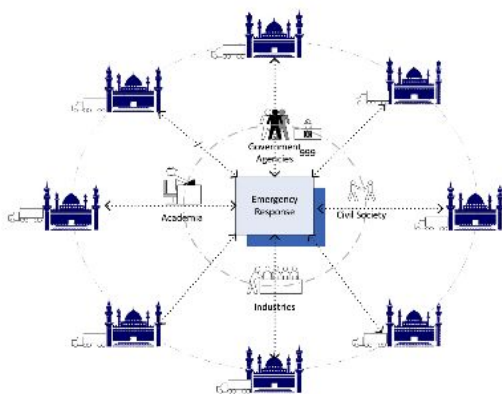 Government
Agencies
999
Emergency
Response
Academia
Civil Society
Industries